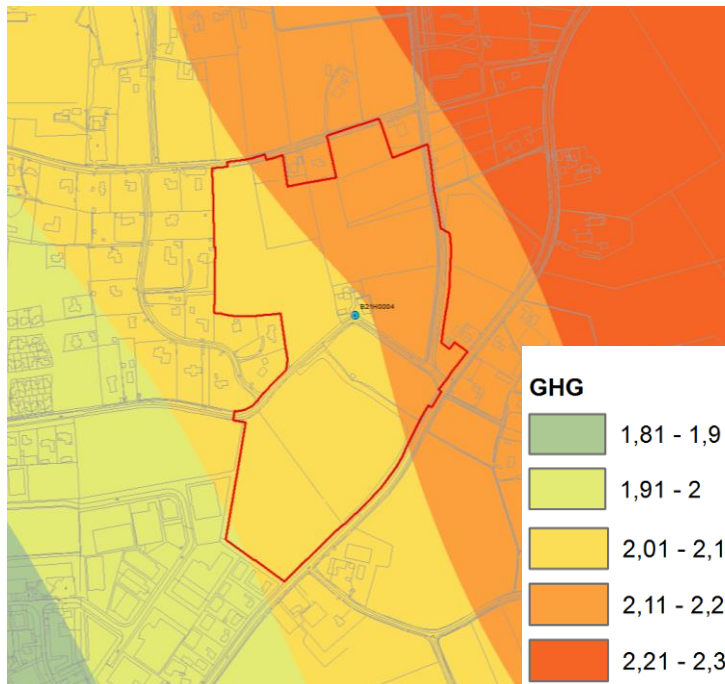 B21H0004
GHG
1,81 - 1,9
1,91 - 2
2,01 - 2,1
2,11 - 2,2
2,21 - 2,3